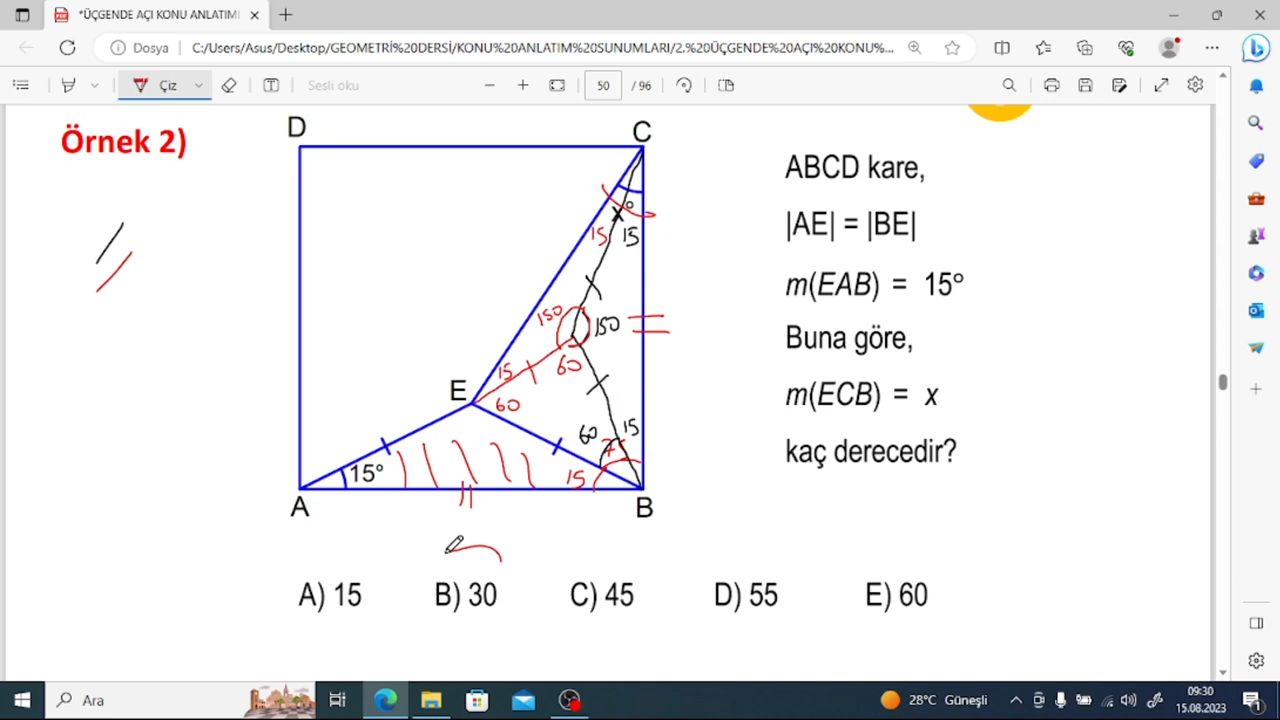 *ÜÇGENDE AÇI KONU ANLATIMI
Dosya
C:/Users/Asus/Desktop/GEOMETRİ%20DERSİ/KONU%20ANLATIM%20SUNUMLARI/2.%20ÜÇGENDE%20AÇI%20KONU%...
Çiz
Sesli oku
50 / 96
Örnek 2)
D
C
ABCD kare,
|AE| = |BE|
m(EAB) = 15°
Buna göre,
m(ECB) = x
kaç derecedir?
x °
15 15
150 150
15 60
E
60
60 15
75
15°
15
A
B
A) 15 B) 30 C) 45 D) 55 E) 60
Ara
28°C Güneşli
09:30
15.08.2023
1